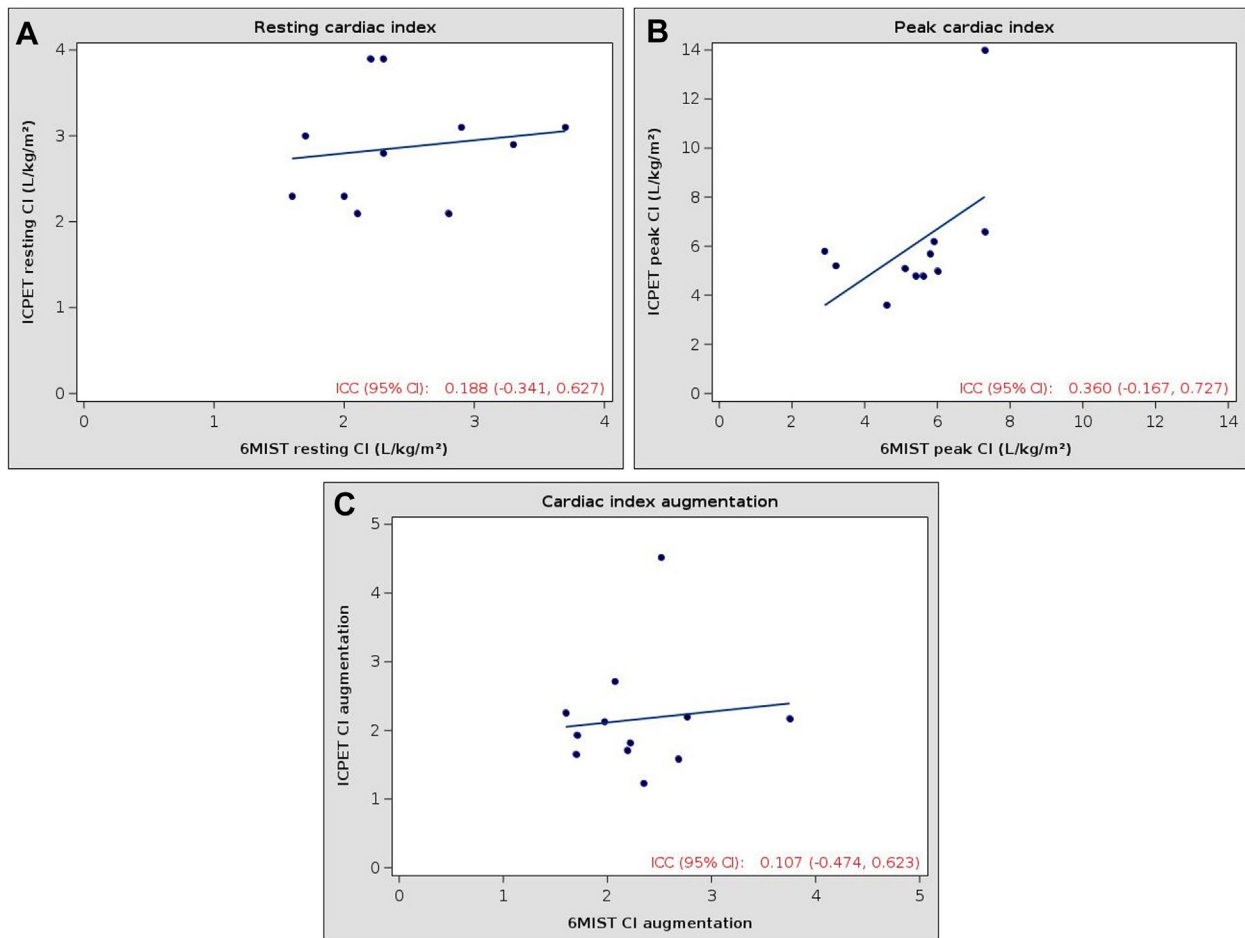 A
Resting cardiac index
ICPET resting CI (L/kg/m²)
4
3
2
1
0
0 1 2 3 4
6MIST resting CI (L/kg/m²)
ICC (95% CI): 0.188 (-0.341, 0.627)
B
Peak cardiac index
ICPET peak CI (L/kg/m²)
14
12
10
8
6
4
2
0
0 2 4 6 8 10 12 14
6MIST peak CI (L/kg/m²)
ICC (95% CI): 0.360 (-0.167, 0.727)
C
Cardiac index augmentation
ICPET CI augmentation
5
4
3
2
1
0
0 1 2 3 4 5
6MIST CI augmentation
ICC (95% CI): 0.107 (-0.474, 0.623)